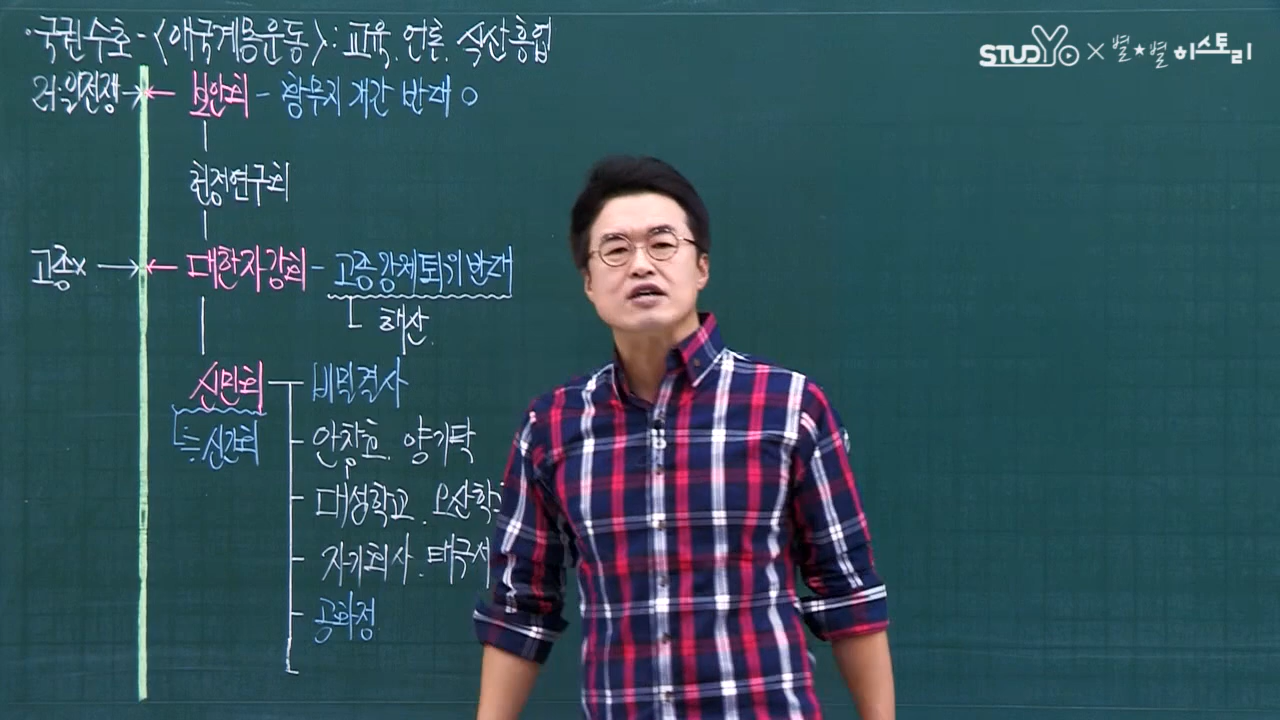 · 국권수호 - <애국계몽운동> : 교육. 언론. 식산흥업
STUDYo × 별★별 히스토리
러·일전쟁 → ← 보안회 - 황무지 개간 반대 O
헌정연구회
고종x → ← 대한자강회 - 고종강제퇴위반대
해산.
신민회 비밀결사
≒ 신간회 안창호. 양기탁
대성학교. 오산학
자기회사. 태극서
공화정